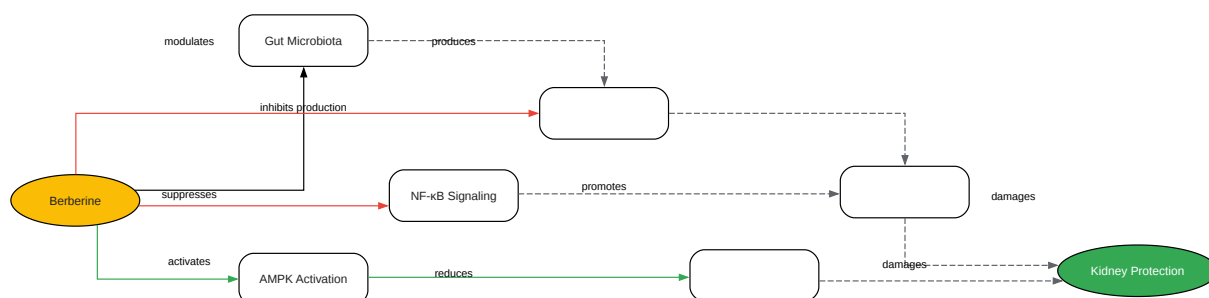 modulates
Gut Microbiota
produces
inhibits production
Berberine
suppresses
NF-κB Signaling
promotes
damages
activates
AMPK Activation
reduces
damages
Kidney Protection